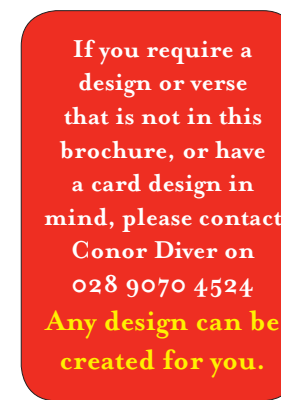 If you require a
design or verse
that is not in this
brochure, or have
a card design in
mind, please contact
Conor Diver on
028 9070 4524
Any design can be
created for you.